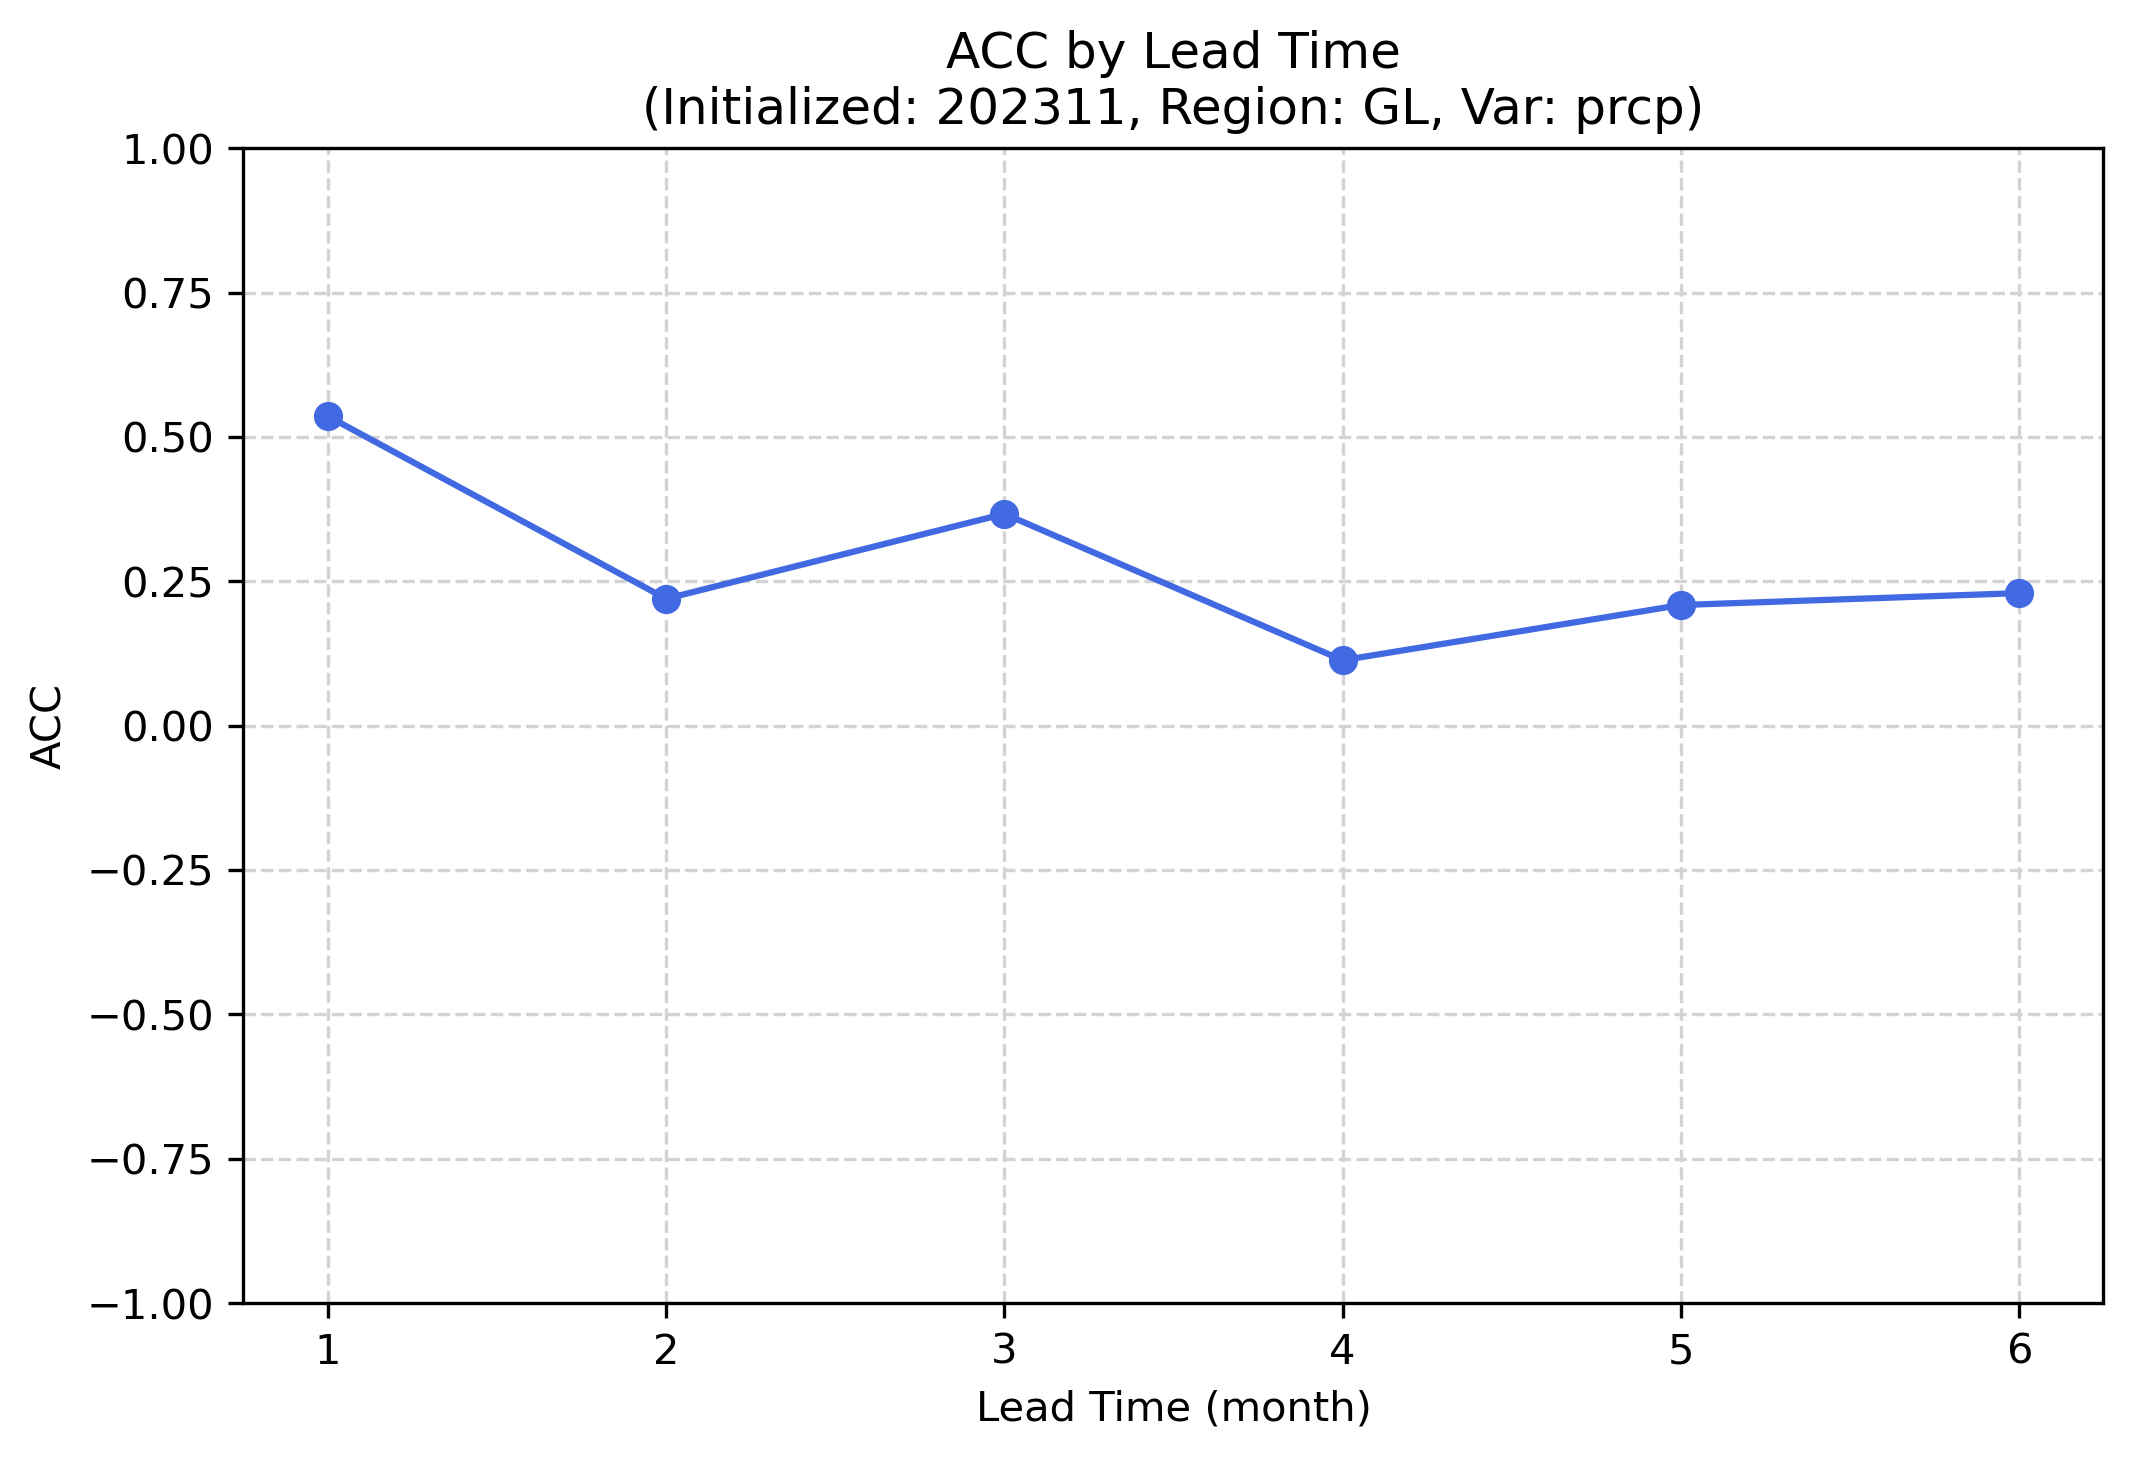 ACC by Lead Time
(Initialized: 202311, Region: GL, Var: prcp)
1.00
0.75
0.50
0.25
0.00
−0.25
−0.50
−0.75
−1.00
ACC
1 2 3 4 5 6
Lead Time (month)